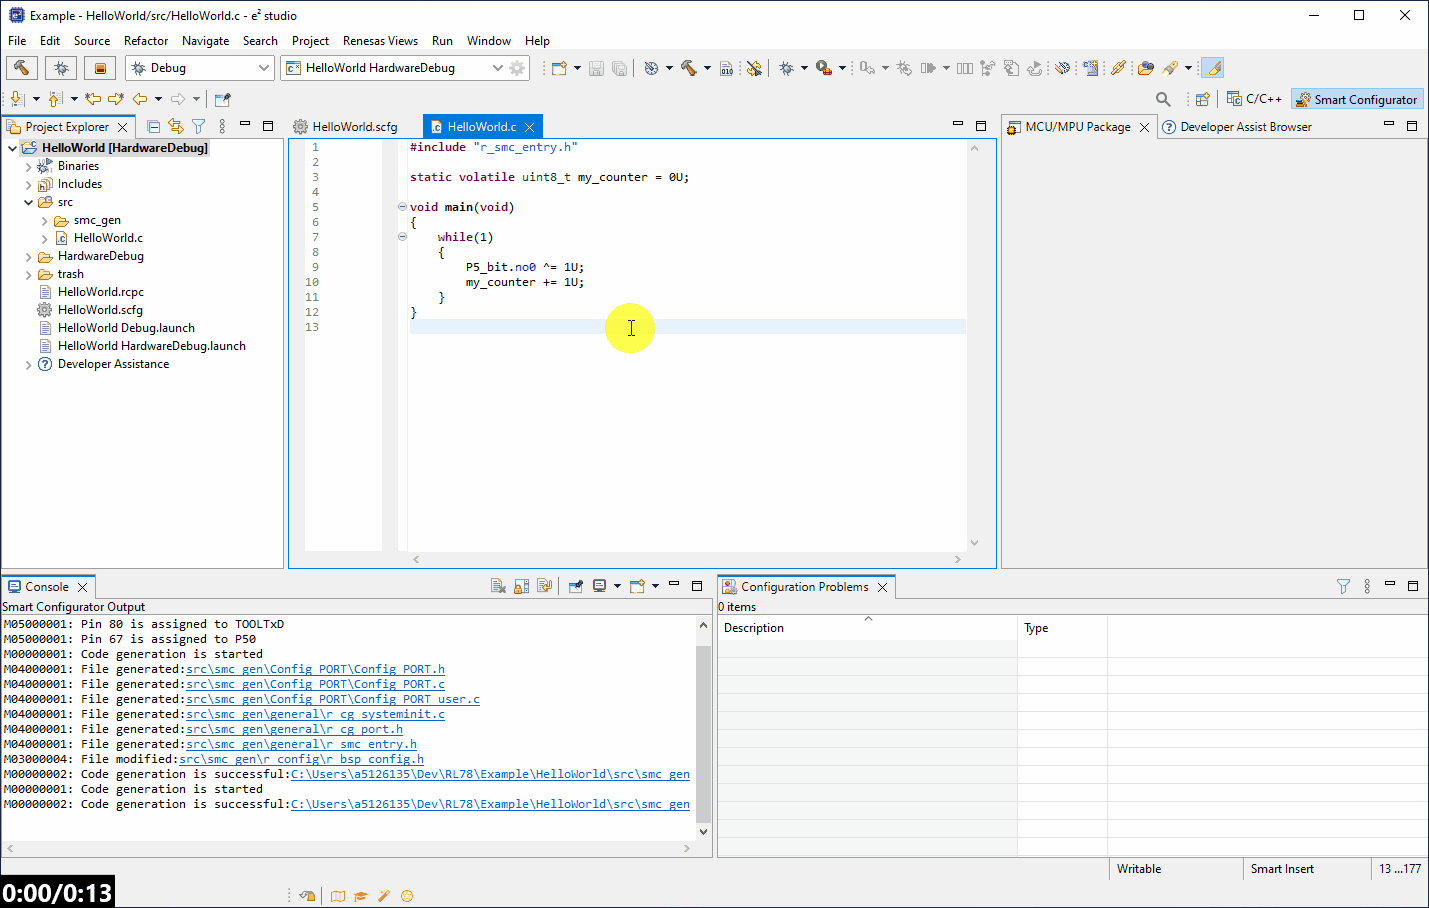 Example - HelloWorld/src/HelloWorld.c - e² studio
File Edit Source Refactor Navigate Search Project Renesas Views Run Window Help
Debug
HelloWorld HardwareDebug
010
C/C++
Smart Configurator
Project Explorer
HelloWorld [HardwareDebug]
Binaries
Includes
src
smc_gen
HelloWorld.c
HardwareDebug
trash
HelloWorld.rcpc
HelloWorld.scfg
HelloWorld Debug.launch
HelloWorld HardwareDebug.launch
Developer Assistance
HelloWorld.scfg
HelloWorld.c
1 #include "r_smc_entry.h"
2
3 static volatile uint8_t my_counter = 0U;
4
5 void main(void)
6 {
7 while(1)
8 {
9 P5_bit.no0 ^= 1U;
10 my_counter += 1U;
11 }
12 }
13
MCU/MPU Package
Developer Assist Browser
Console
Smart Configurator Output
M05000001: Pin 80 is assigned to TOOLTxD
M05000001: Pin 67 is assigned to P50
M00000001: Code generation is started
M04000001: File generated:src\smc_gen\Config_PORT\Config_PORT.h
M04000001: File generated:src\smc_gen\Config_PORT\Config_PORT.c
M04000001: File generated:src\smc_gen\Config_PORT\Config_PORT_user.c
M04000001: File generated:src\smc_gen\general\r_cg_systeminit.c
M04000001: File generated:src\smc_gen\general\r_cg_port.h
M04000001: File generated:src\smc_gen\general\r_smc_entry.h
M03000004: File modified:src\smc_gen\r_config\r_bsp_config.h
M00000002: Code generation is successful:C:\Users\a5126135\Dev\RL78\Example\HelloWorld\src\smc_gen
M00000001: Code generation is started
M00000002: Code generation is successful:C:\Users\a5126135\Dev\RL78\Example\HelloWorld\src\smc_gen
Configuration Problems
0 items
Description Type
Writable
Smart Insert
13 ...177
0:00/0:13